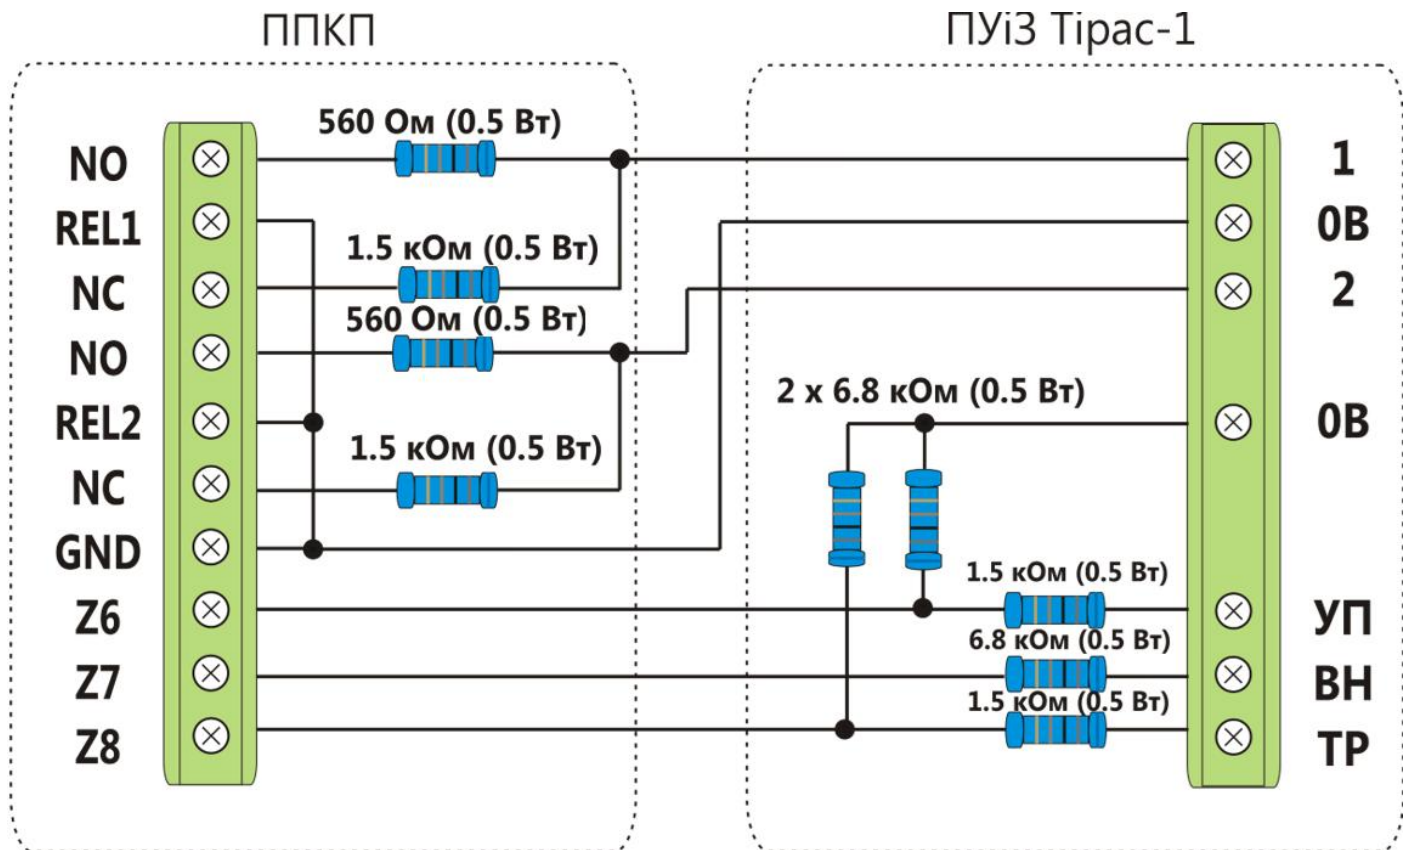 ППКП
ПУіЗ Тірас-1
560 Ом (0.5 Вт)
NO
1
REL1
0В
1.5 кОм (0.5 Вт)
NC
2
560 Ом (0.5 Вт)
NO
2 x 6.8 кОм (0.5 Вт)
REL2
0В
1.5 кОм (0.5 Вт)
NC
GND
1.5 кОм (0.5 Вт)
Z6
УП
6.8 кОм (0.5 Вт)
Z7
ВН
1.5 кОм (0.5 Вт)
Z8
ТР